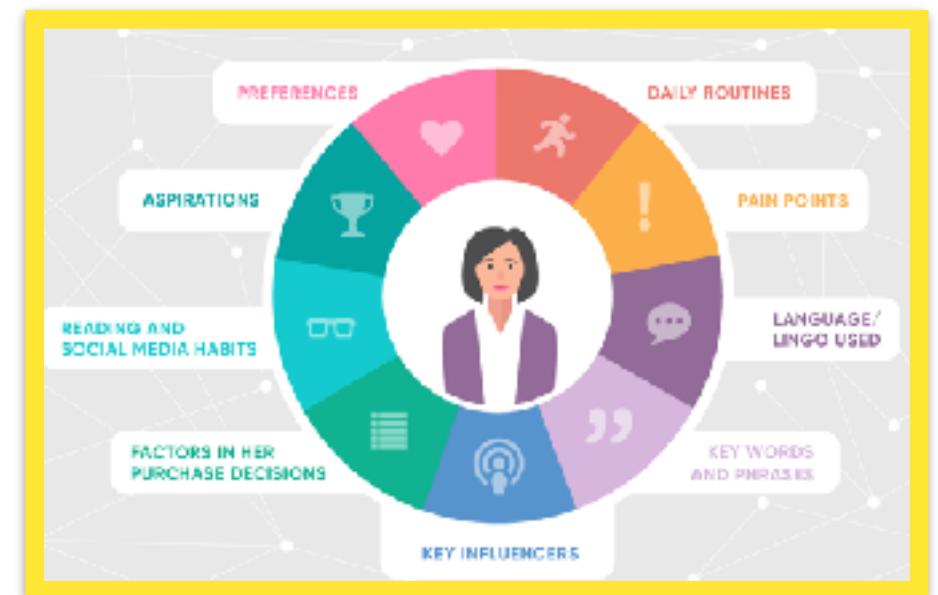 PREFERENCES
DAILY ROUTINES
ASPIRATIONS
PAIN POINTS
READING AND
SOCIAL MEDIA HABITS
LANGUAGE/
LINGO USED
FACTORS IN HER
PURCHASE DECISIONS
KEY WORDS
AND PHRASES
KEY INFLUENCERS